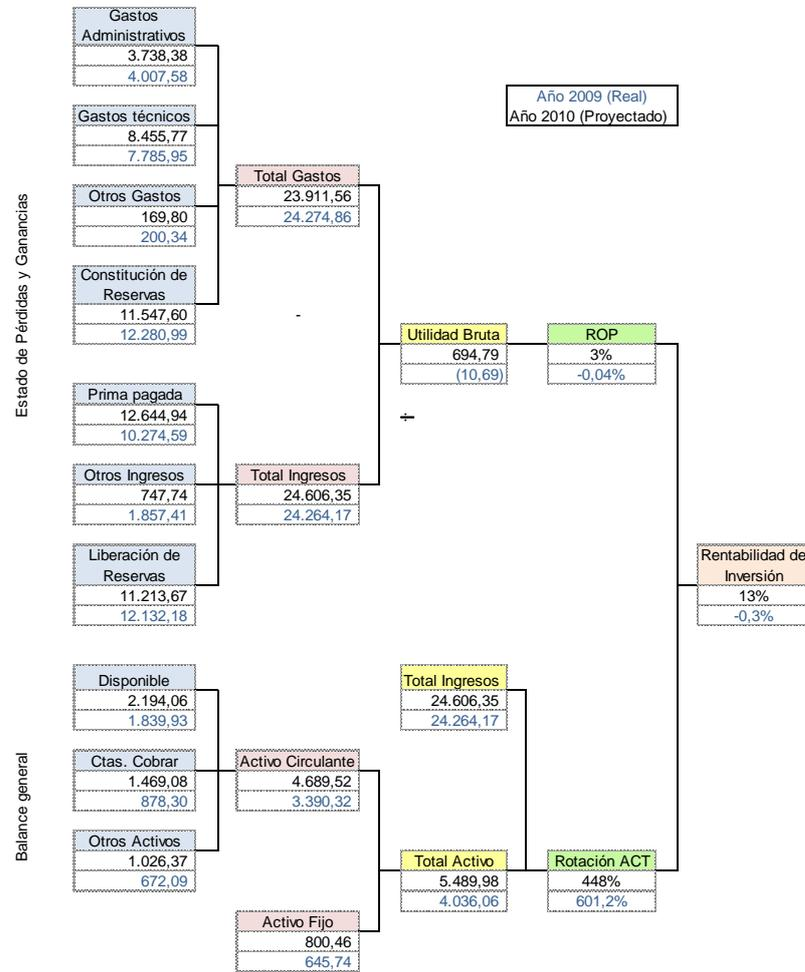 Gastos
Administrativos
3.738,38
4.007,58
Año 2009 (Real)
Año 2010 (Proyectado)
Gastos técnicos
8.455,77
7.785,95
Estado de Pérdidas y Ganancias
Total Gastos
23.911,56
24.274,86
Otros Gastos
169,80
200,34
Constitución de
Reservas
11.547,60
12.280,99
-
Utilidad Bruta
694,79
(10,69)
ROP
3%
-0,04%
Prima pagada
12.644,94
10.274,59
÷
Otros Ingresos
747,74
1.857,41
Total Ingresos
24.606,35
24.264,17
Liberación de
Reservas
11.213,67
12.132,18
Rentabilidad de
Inversión
13%
-0,3%
Disponible
2.194,06
1.839,93
Total Ingresos
24.606,35
24.264,17
Balance general
Ctas. Cobrar
1.469,08
878,30
Activo Circulante
4.689,52
3.390,32
Otros Activos
1.026,37
672,09
Total Activo
5.489,98
4.036,06
Rotación ACT
448%
601,2%
Activo Fijo
800,46
645,74